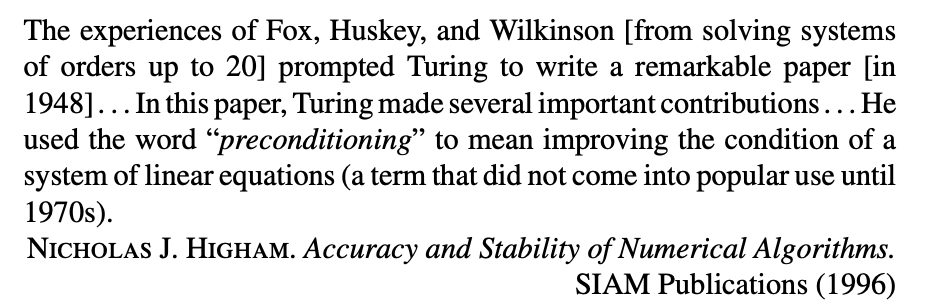 The experiences of Fox, Huskey, and Wilkinson [from solving systems
of orders up to 20] prompted Turing to write a remarkable paper [in
1948]... In this paper, Turing made several important contributions... He
used the word “preconditioning” to mean improving the condition of a
system of linear equations (a term that did not come into popular use until
1970s).
NICHOLAS J. HIGHAM. Accuracy and Stability of Numerical Algorithms.
SIAM Publications (1996)